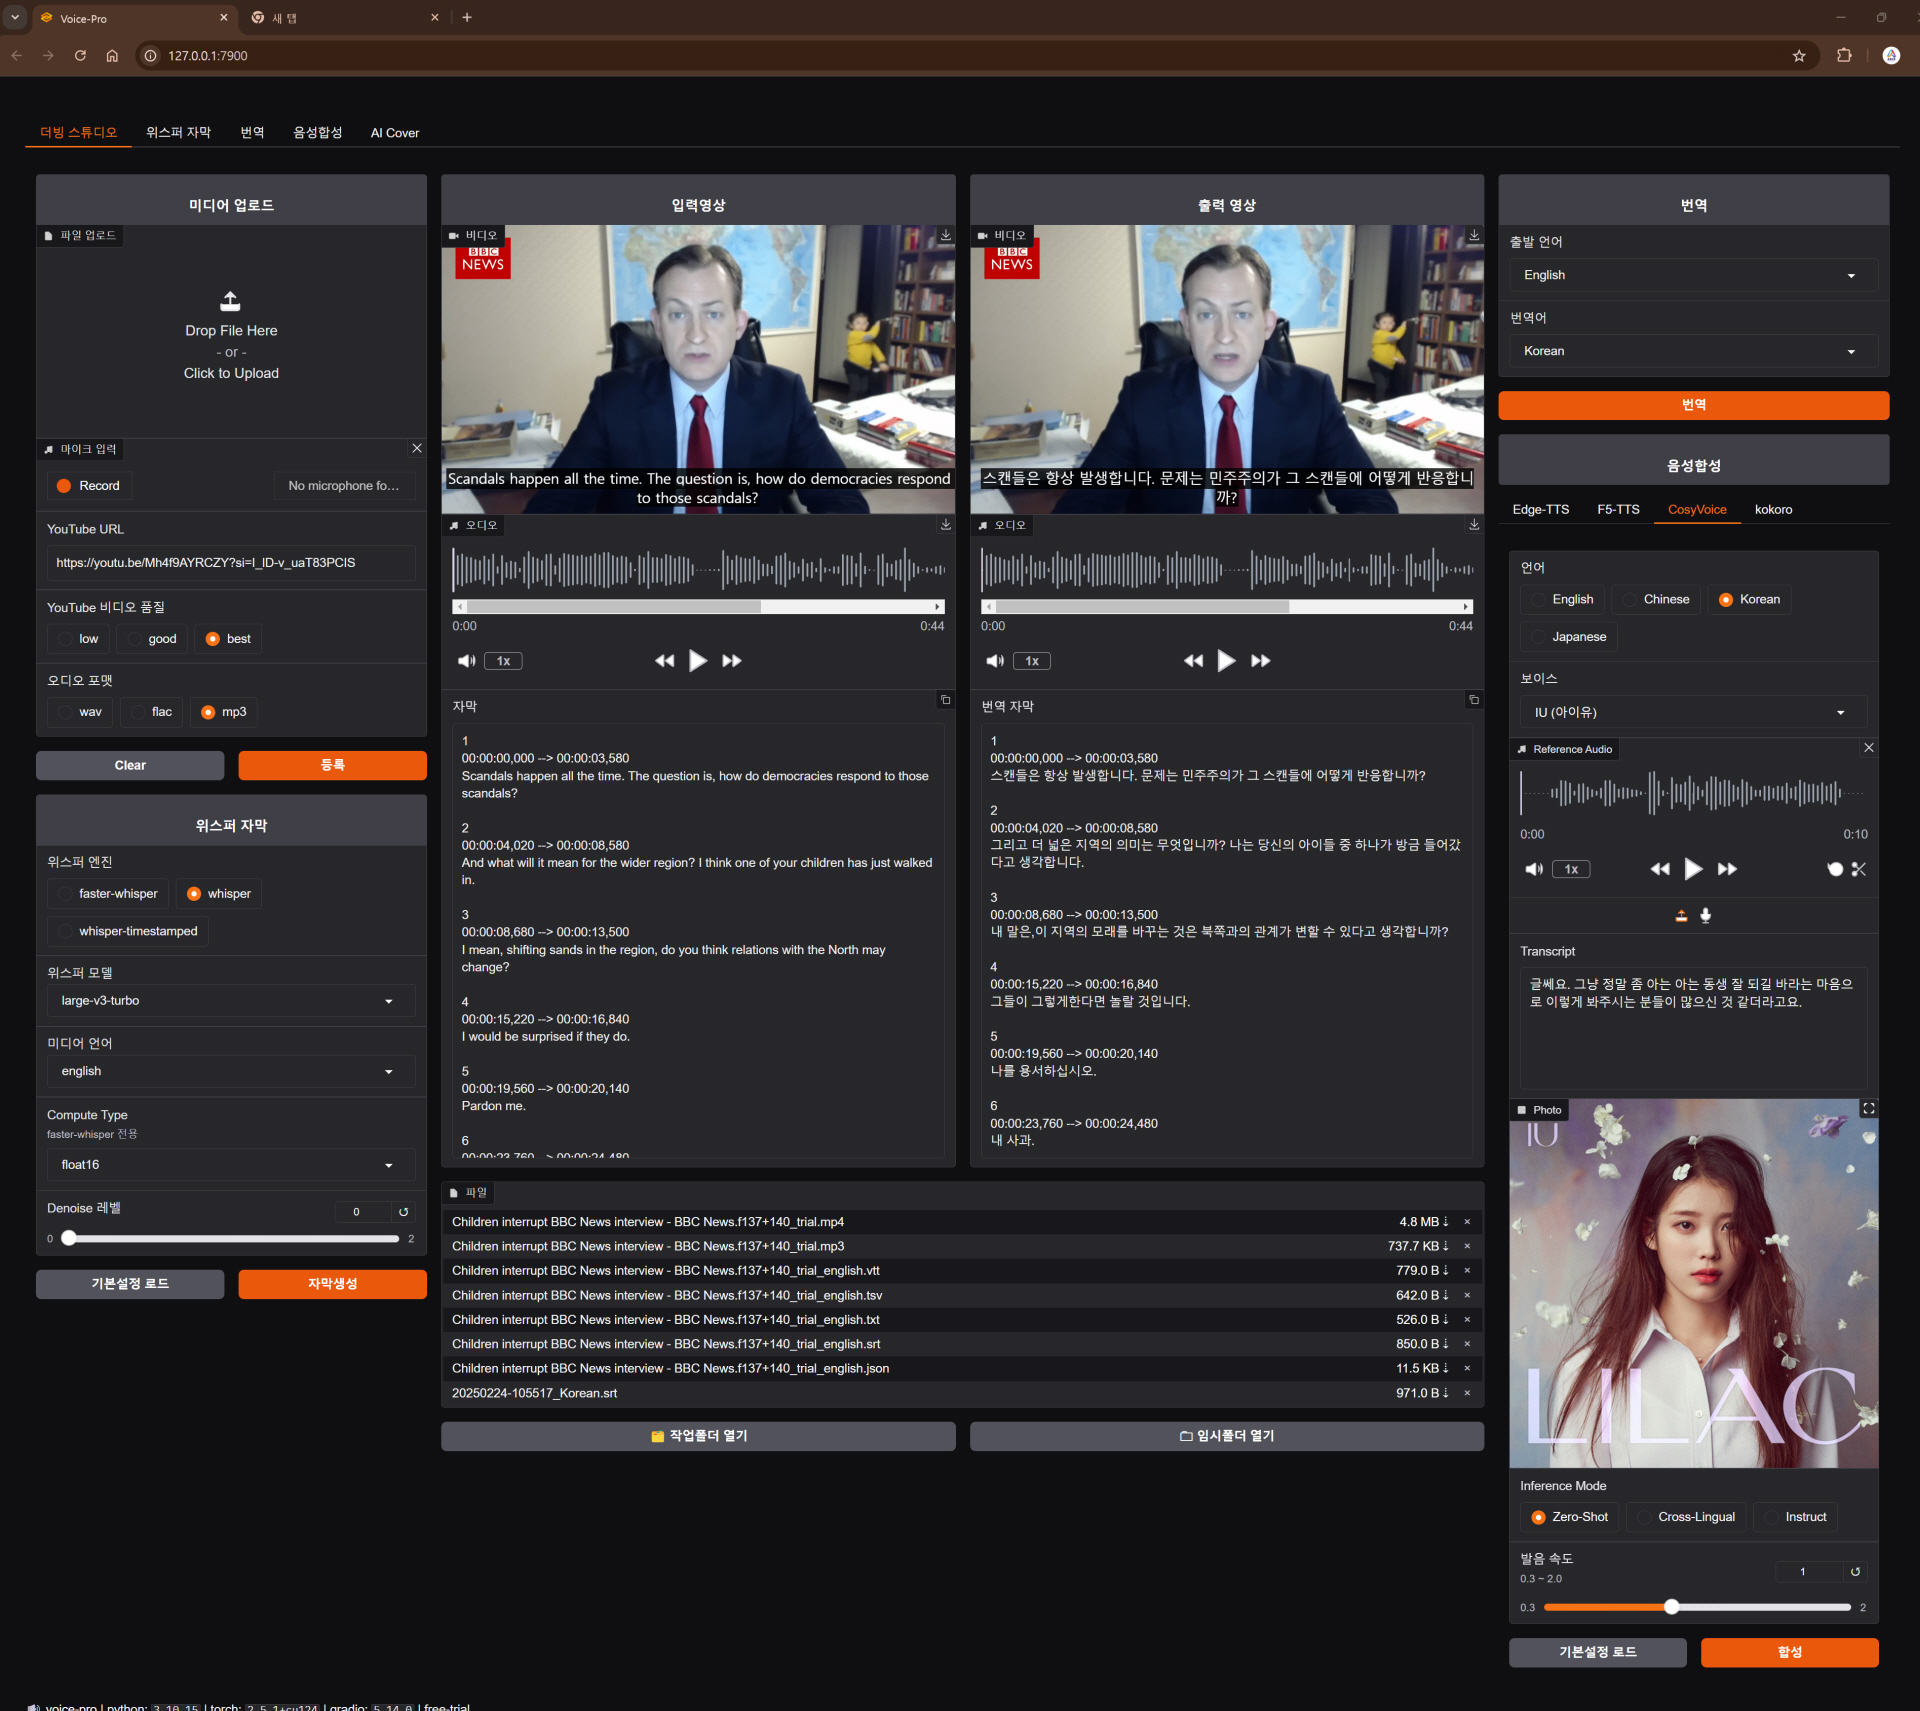 Voice-Pro
새 탭
127.0.0.1:7900
더빙 스튜디오
위스퍼 자막
번역
음성합성
AI Cover
미디어 업로드
파일 업로드
Drop File Here
- or -
Click to Upload
마이크 입력
Record
No microphone fo...
YouTube URL
https://youtu.be/Mh4f9AYRCZY?si=I_ID-v_uaT83PCIS
YouTube 비디오 품질
low
good
best
오디오 포맷
wav
flac
mp3
Clear
등록
위스퍼 자막
위스퍼 엔진
faster-whisper
whisper
whisper-timestamped
위스퍼 모델
large-v3-turbo
미디어 언어
english
Compute Type
faster-whisper 전용
float16
Denoise 레벨
0
0
2
기본설정 로드
자막생성
입력영상
비디오
BBC
NEWS
Scandals happen all the time. The question is, how do democracies respond
to those scandals?
오디오
0:00
0:44
1x
자막
1
00:00:00,000 --> 00:00:03,580
Scandals happen all the time. The question is, how do democracies respond to those
scandals?
2
00:00:04,020 --> 00:00:08,580
And what will it mean for the wider region? I think one of your children has just walked
in.
3
00:00:08,680 --> 00:00:13,500
I mean, shifting sands in the region, do you think relations with the North may
change?
4
00:00:15,220 --> 00:00:16,840
I would be surprised if they do.
5
00:00:19,560 --> 00:00:20,140
Pardon me.
6
00:00:23,760 --> 00:00:24,480
출력 영상
비디오
BBC
NEWS
스캔들은 항상 발생합니다. 문제는 민주주의가 그 스캔들에 어떻게 반응합니
까?
오디오
0:00
0:44
1x
번역 자막
1
00:00:00,000 --> 00:00:03,580
스캔들은 항상 발생합니다. 문제는 민주주의가 그 스캔들에 어떻게 반응합니까?
2
00:00:04,020 --> 00:00:08,580
그리고 더 넓은 지역의 의미는 무엇입니까? 나는 당신의 아이들 중 하나가 방금 들어갔
다고 생각합니다.
3
00:00:08,680 --> 00:00:13,500
내 말은,이 지역의 모래를 바꾸는 것은 북쪽과의 관계가 변할 수 있다고 생각합니까?
4
00:00:15,220 --> 00:00:16,840
그들이 그렇게한다면 놀랄 것입니다.
5
00:00:19,560 --> 00:00:20,140
나를 용서하십시오.
6
00:00:23,760 --> 00:00:24,480
내 사과.
파일
Children interrupt BBC News interview - BBC News.f137+140_trial.mp4 4.8 MB ⇣ ×
Children interrupt BBC News interview - BBC News.f137+140_trial.mp3 737.7 KB ⇣ ×
Children interrupt BBC News interview - BBC News.f137+140_trial_english.vtt 779.0 B ⇣ ×
Children interrupt BBC News interview - BBC News.f137+140_trial_english.tsv 642.0 B ⇣ ×
Children interrupt BBC News interview - BBC News.f137+140_trial_english.txt 526.0 B ⇣ ×
Children interrupt BBC News interview - BBC News.f137+140_trial_english.srt 850.0 B ⇣ ×
Children interrupt BBC News interview - BBC News.f137+140_trial_english.json 11.5 KB ⇣ ×
20250224-105517_Korean.srt 971.0 B ⇣ ×
작업폴더 열기
임시폴더 열기
번역
출발 언어
English
번역어
Korean
번역
음성합성
Edge-TTS
F5-TTS
CosyVoice
kokoro
언어
English
Chinese
Korean
Japanese
보이스
IU (아이유)
Reference Audio
0:00
0:10
1x
Transcript
글쎄요. 그냥 정말 좀 아는 아는 동생 잘 되길 바라는 마음으
로 이렇게 봐주시는 분들이 많으신 것 같더라고요.
Photo
IU
LILAC
Inference Mode
Zero-Shot
Cross-Lingual
Instruct
발음 속도
0.3 ~ 2.0
1
0.3
2
기본설정 로드
합성
voice-pro | python: 3.10.15 | torch: 2.5.1+cu124 | gradio: 5.14.0 | free-trial